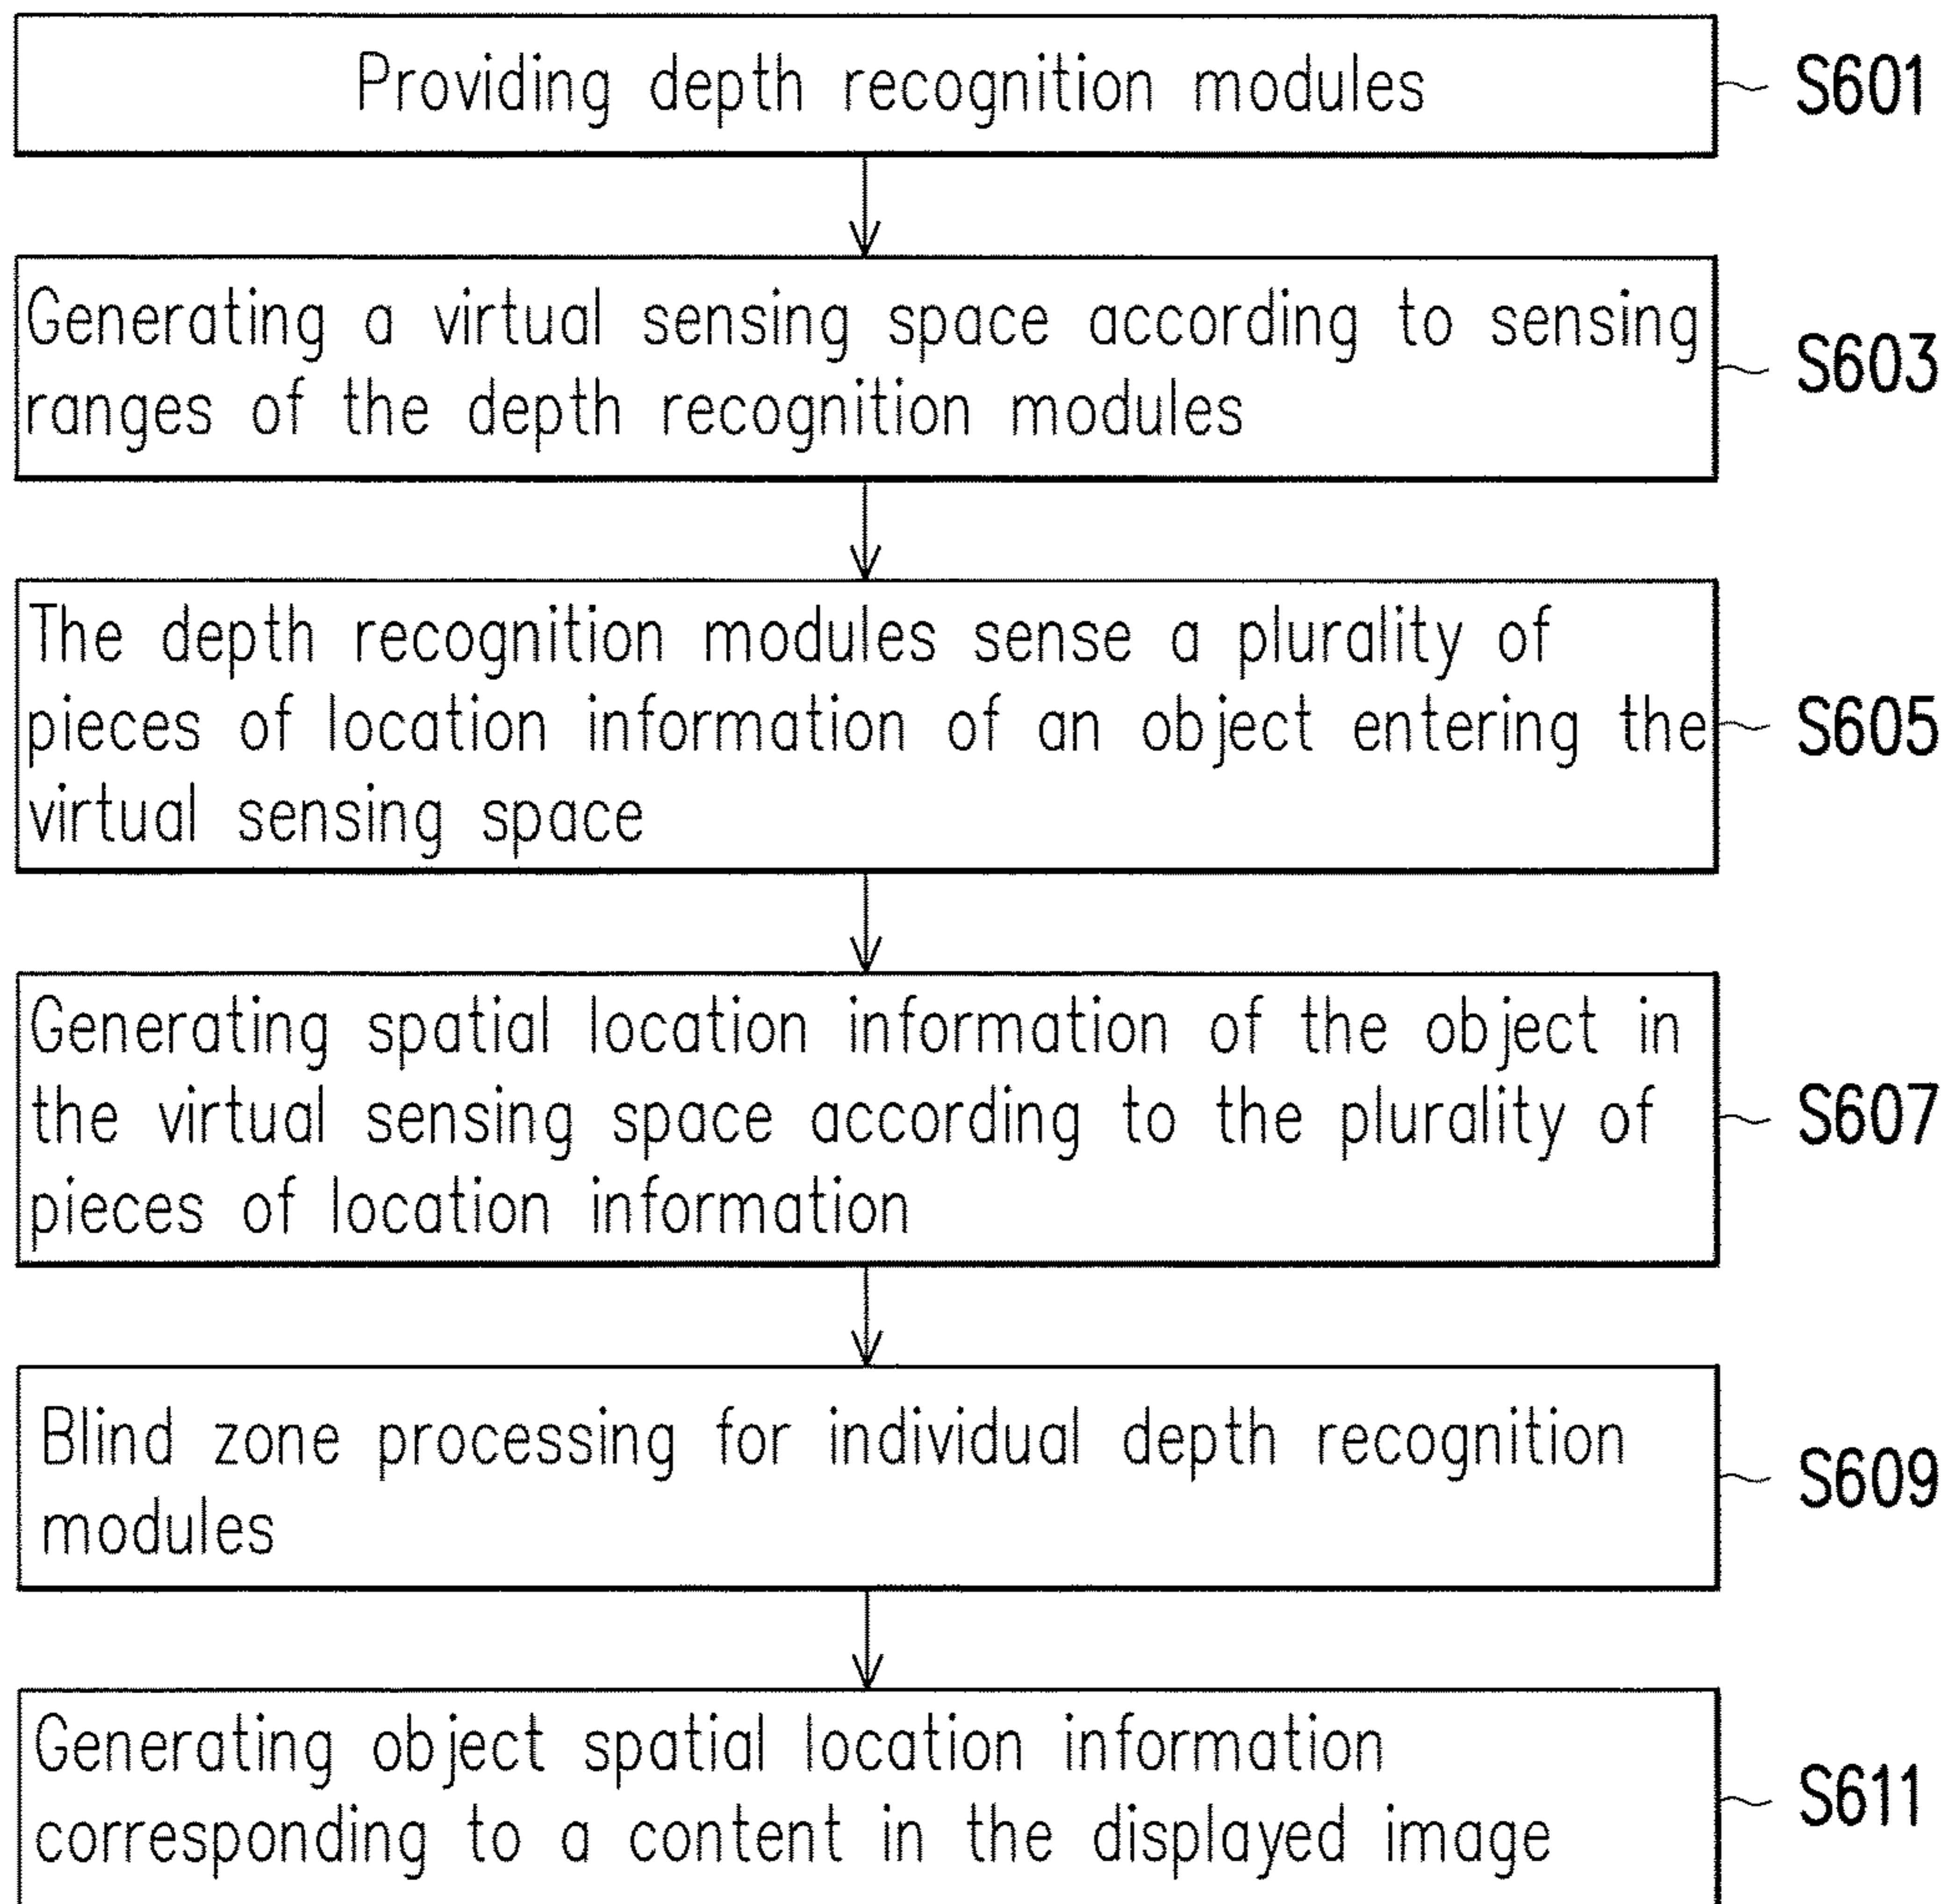 Providing depth recognition modules
S601
Generating a virtual sensing space according to sensing
ranges of the depth recognition modules
S603
The depth recognition modules sense a plurality of
pieces of location information of an object entering the
virtual sensing space
S605
Generating spatial location information of the object in
the virtual sensing space according to the plurality of
pieces of location information
S607
Blind zone processing for individual depth recognition
modules
S609
Generating object spatial location information
corresponding to a content in the displayed image
S611